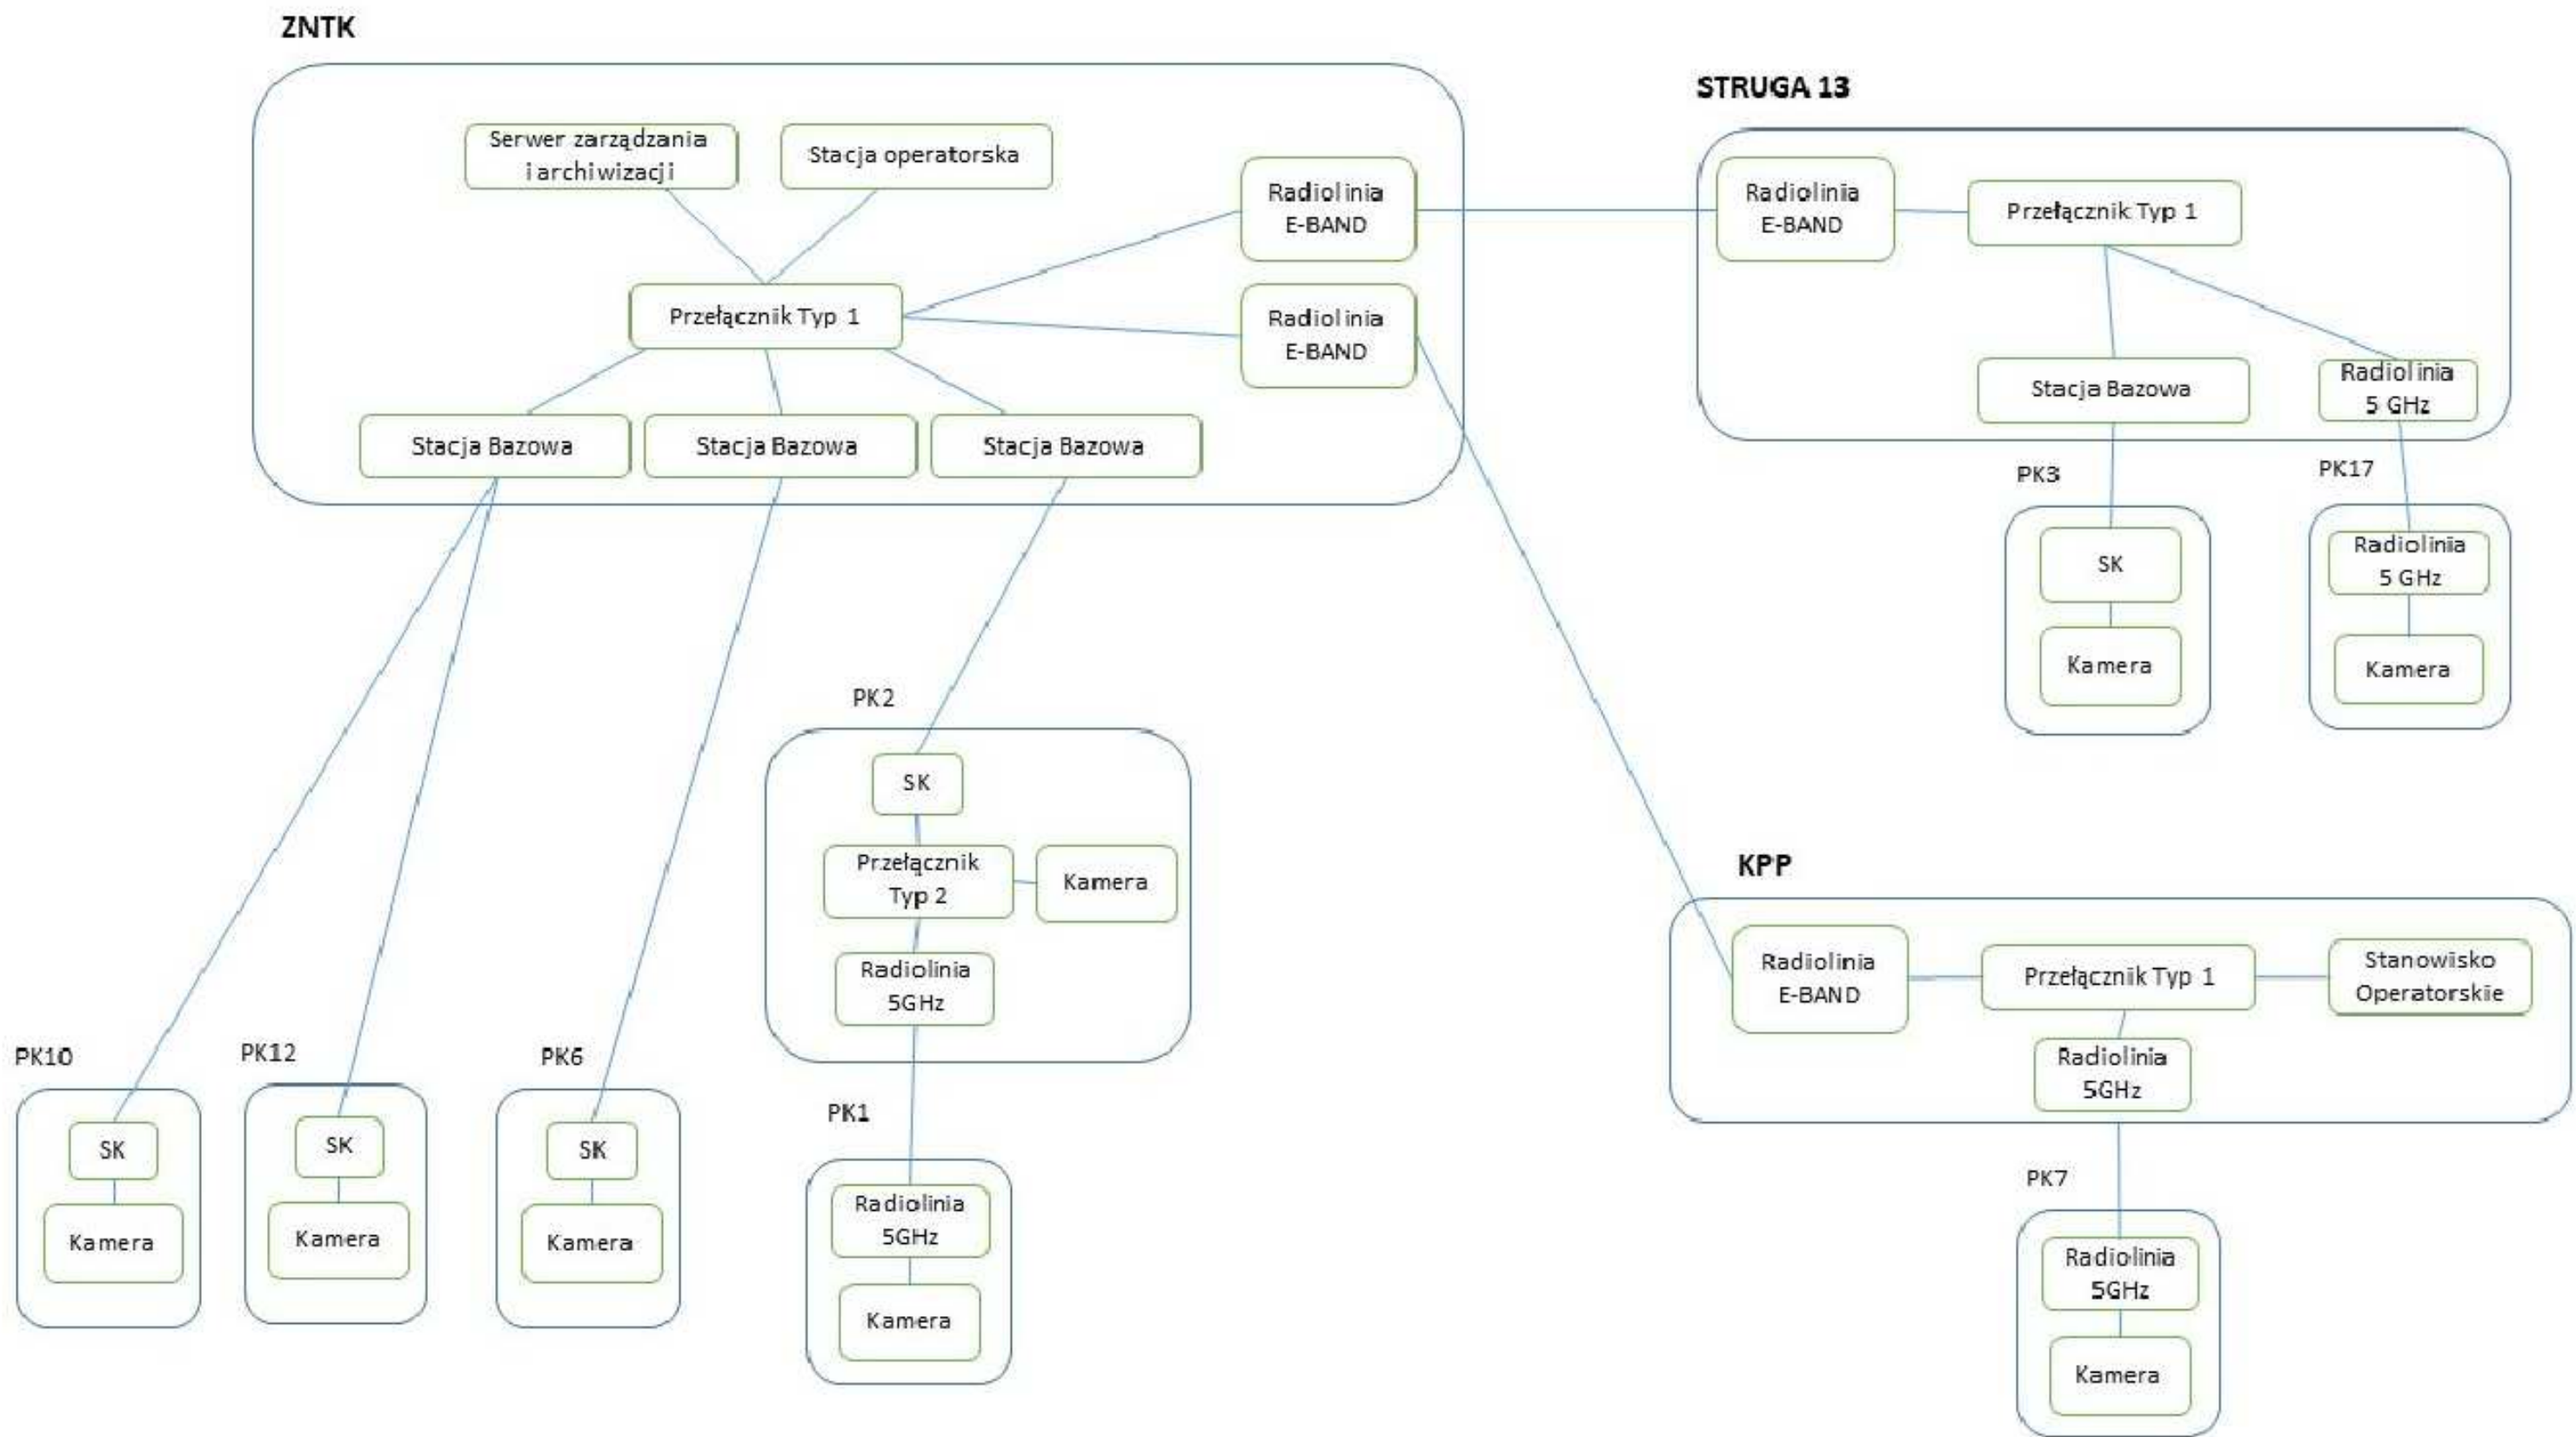 ZNTK
Serwer zarządzania
i archiwizacji
Stacja operatorska
Radiolinia
E-BAND
Przełącznik Typ 1
Radiolinia
E-BAND
Stacja Bazowa
Stacja Bazowa
Stacja Bazowa
STRUGA 13
Radiolinia
E-BAND
Przełącznik Typ 1
Stacja Bazowa
Radiolinia
5 GHz
PK3
SK
Kamera
PK17
Radiolinia
5 GHz
Kamera
PK2
SK
Przełącznik
Typ 2
Kamera
Radiolinia
5GHz
KPP
Radiolinia
E-BAND
Przełącznik Typ 1
Stanowisko
Operatorskie
Radiolinia
5GHz
PK10
SK
Kamera
PK12
SK
Kamera
PK6
SK
Kamera
PK1
Radiolinia
5GHz
Kamera
PK7
Radiolinia
5GHz
Kamera